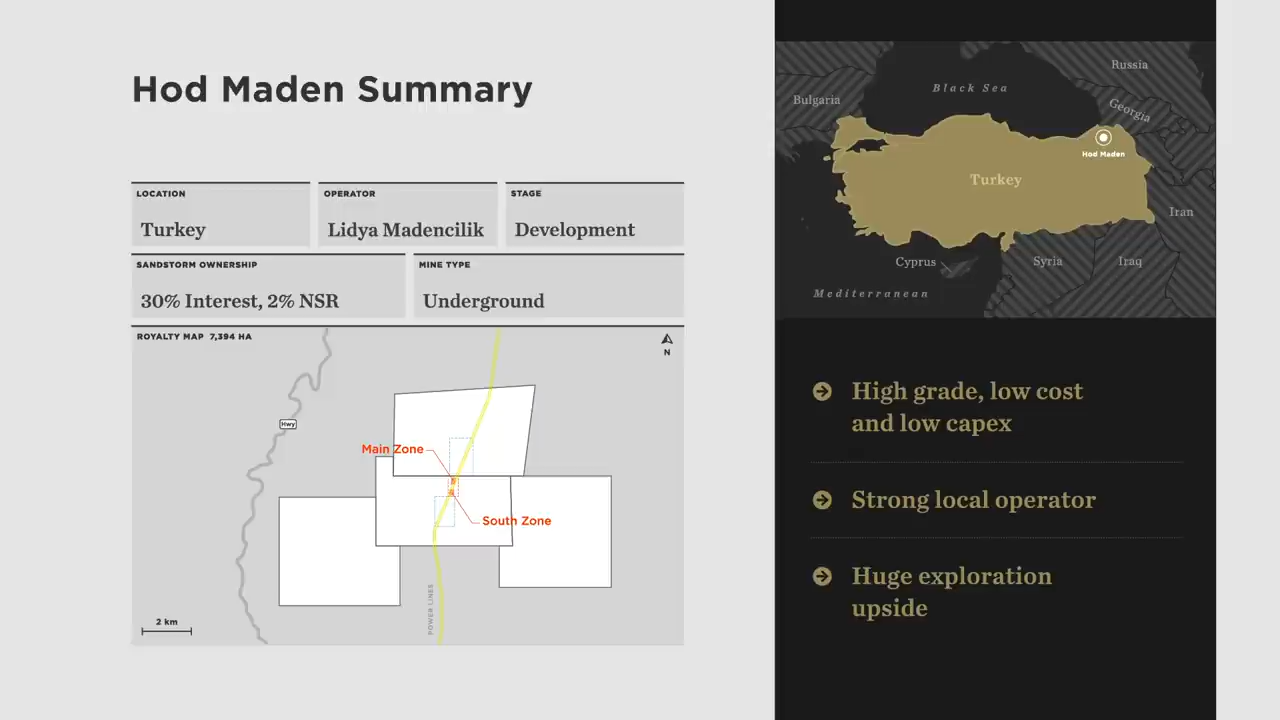 Hod Maden Summary
LOCATION
Turkey
OPERATOR
Lidya Madencilik
STAGE
Development
SANDSTORM OWNERSHIP
30% Interest, 2% NSR
MINE TYPE
Underground
ROYALTY MAP 7,394 HA
N
Hwy
Main Zone
South Zone
POWER LINES
2 km
Russia
Black Sea
Bulgaria
Georgia
Hod Maden
Turkey
Iran
Cyprus
Syria
Iraq
Mediterranean
High grade, low cost
and low capex
Strong local operator
Huge exploration
upside